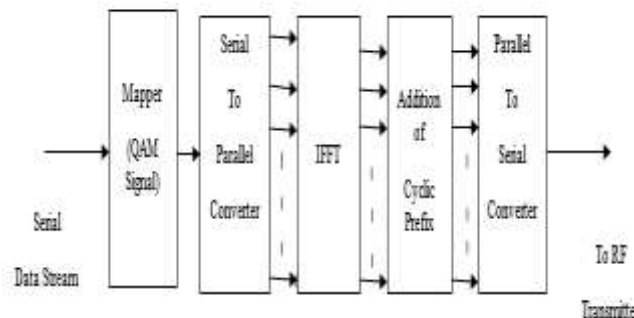 Serial
Data Stream
Mapper
(QAM
Signal)
Serial
To
Parallel
Converter
IFFT
Addition
of
Cyclic
Prefix
Parallel
To
Serial
Converter
To RF
Transmitte